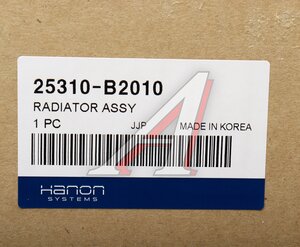 25310-B2010
RADIATOR ASSY
1 PC JJP MADE IN KOREA
Hanon
SYSTEMS